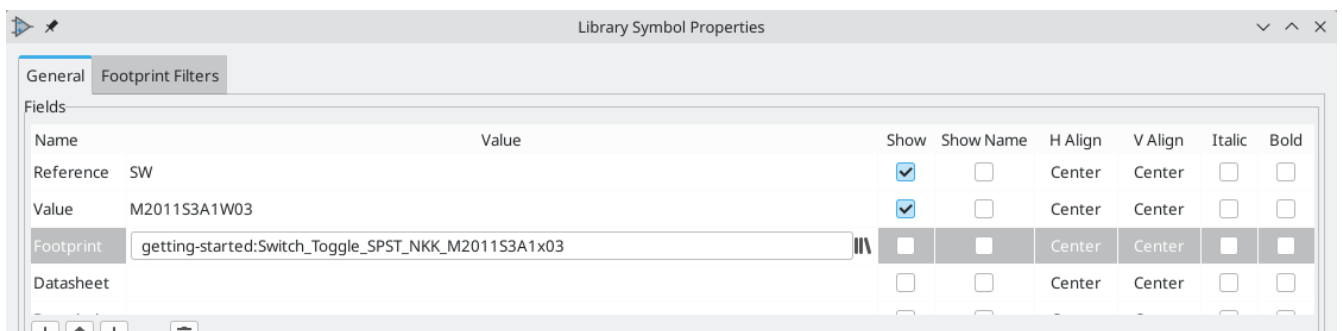 Library Symbol Properties
General Footprint Filters
Fields
Name Value Show Show Name H Align V Align Italic Bold
Reference SW Center Center
Value M2011S3A1W03 Center Center
Footprint getting-started:Switch_Toggle_SPST_NKK_M2011S3A1x03 Center Center
Datasheet Center Center